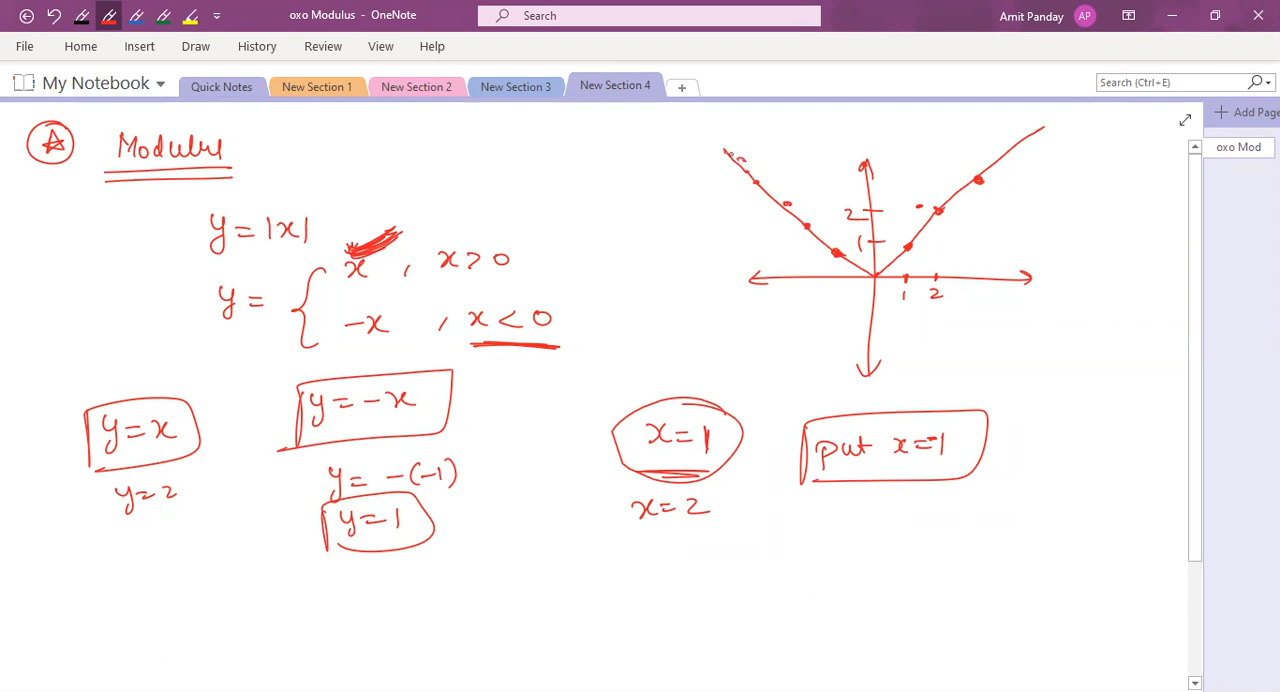 oxo Modulus - OneNote
Search
Amit Panday AP
File Home Insert Draw History Research Review View Help
My Notebook
Quick Notes
New Section 1
New Section 2
New Section 3
New Section 4
Search (Ctrl+E)
Add Page
oxo Mod
Modulus
y = |x|
y = { x , x > 0
-x , x < 0
2
1
1 2
y = x
y = 2
y = -x
y = -(-1)
y = 1
x = 1
x = 2
put x = -1